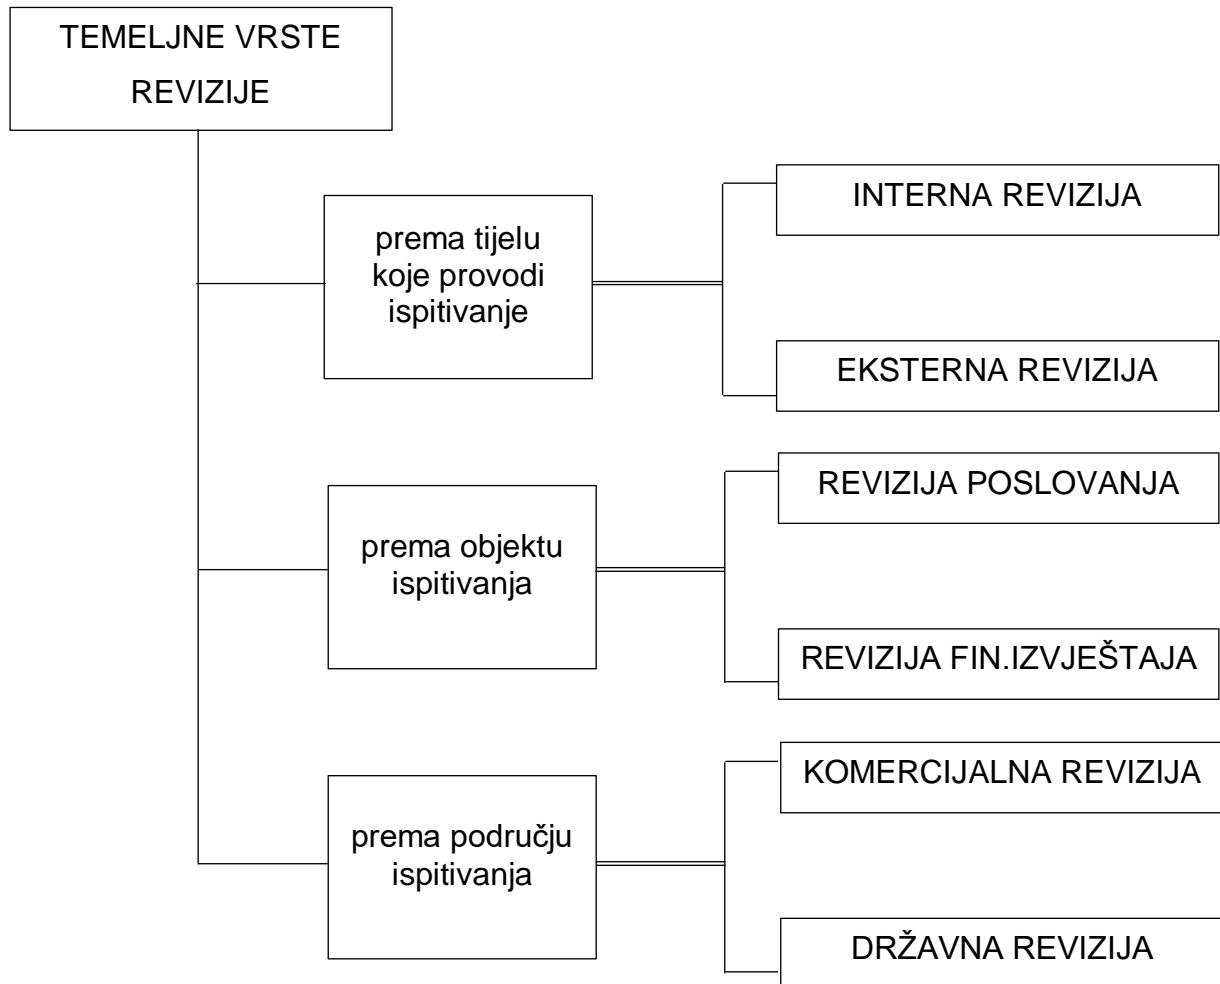 TEMELJNE VRSTE
REVIZIJE
prema tijelu
koje provodi
ispitivanje
INTERNA REVIZIJA
EKSTERNA REVIZIJA
prema objektu
ispitivanja
REVIZIJA POSLOVANJA
REVIZIJA FIN.IZVJEŠTAJA
prema području
ispitivanja
KOMERCIJALNA REVIZIJA
DRŽAVNA REVIZIJA